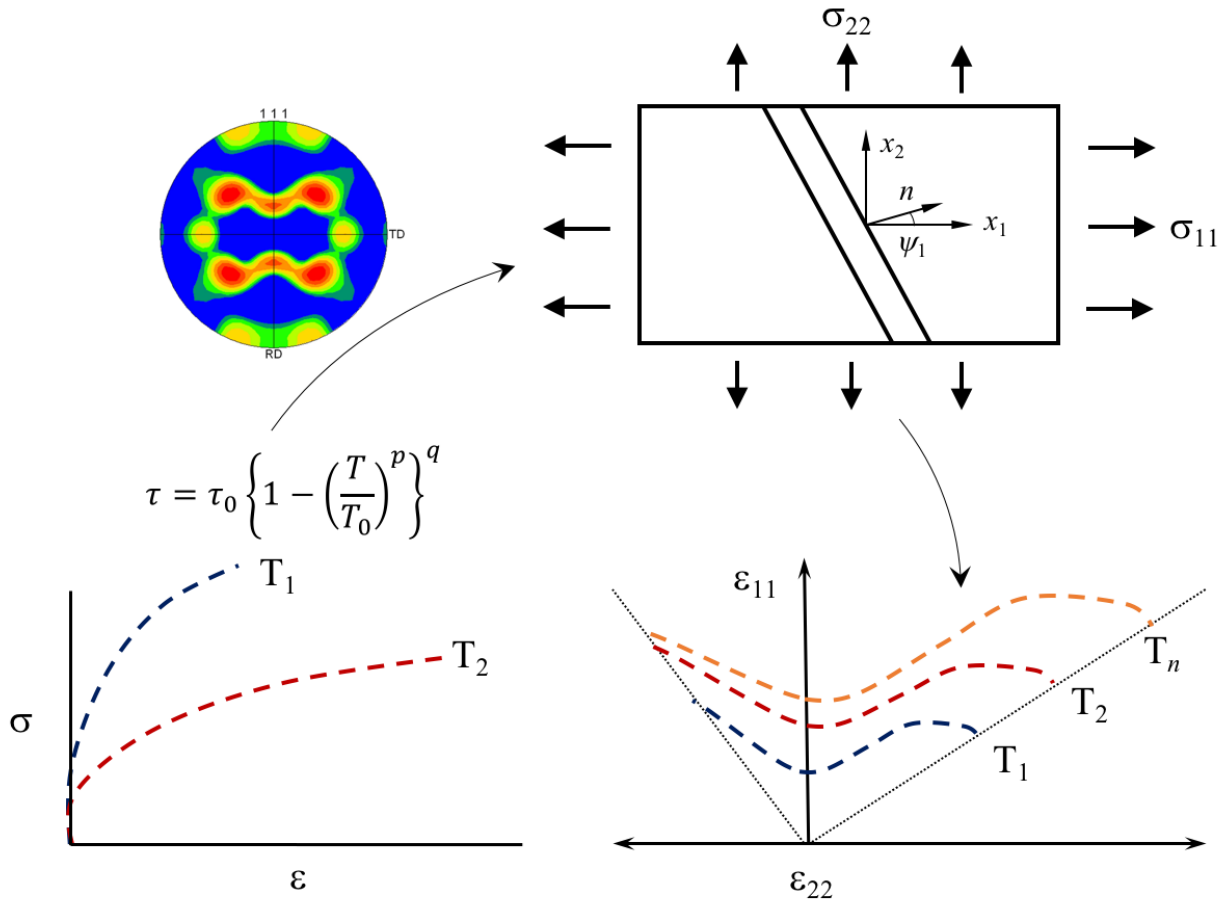 σ₂₂
1 1 1
TD
RD
x₂
n
x₁
ψ₁
σ₁₁
τ = τ₀ {1 − (T/T₀)ᵖ}^q
T₁
T₂
σ
ε
ε₁₁
Tₙ
T₂
T₁
ε₂₂